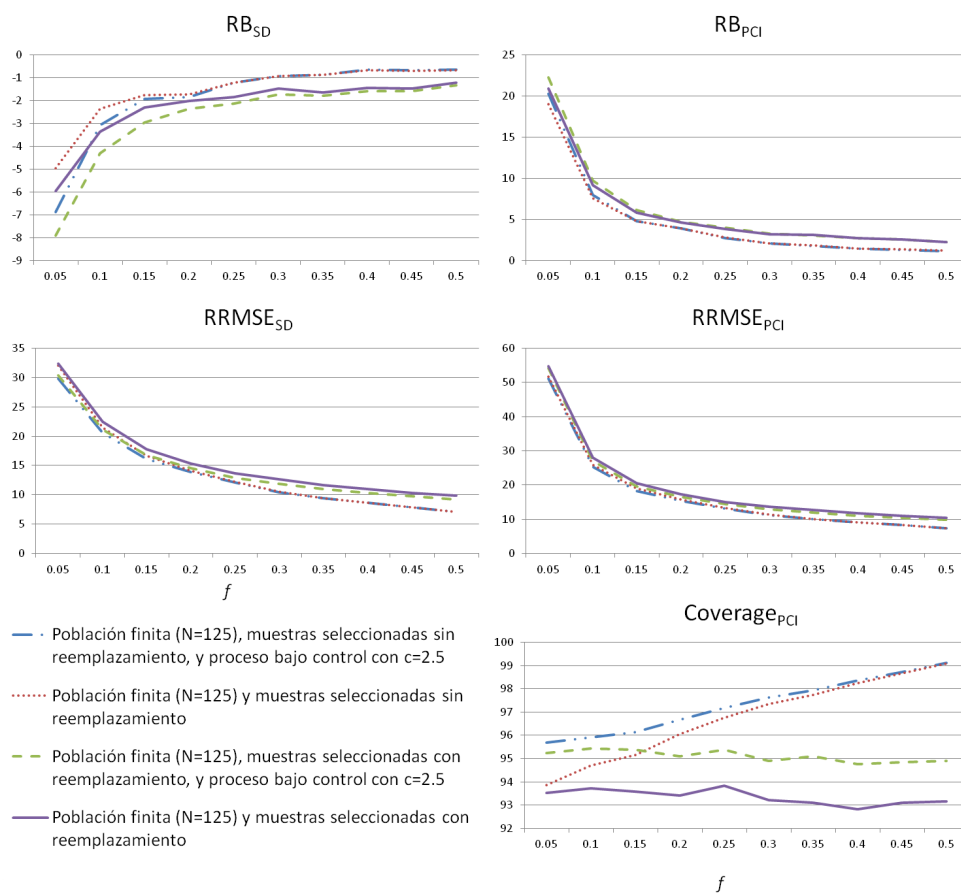 RBSD
0
-1
-2
-3
-4
-5
-6
-7
-8
-9
0.05 0.1 0.15 0.2 0.25 0.3 0.35 0.4 0.45 0.5
RBPCI
25
20
15
10
5
0
0.05 0.1 0.15 0.2 0.25 0.3 0.35 0.4 0.45 0.5
RRMSESD
35
30
25
20
15
10
5
0
0.05 0.1 0.15 0.2 0.25 0.3 0.35 0.4 0.45 0.5
f
RRMSEPCI
60
50
40
30
20
10
0
0.05 0.1 0.15 0.2 0.25 0.3 0.35 0.4 0.45 0.5
Población finita (N=125), muestras seleccionadas sin
reemplazamiento, y proceso bajo control con c=2.5
Población finita (N=125) y muestras seleccionadas sin
reemplazamiento
Población finita (N=125), muestras seleccionadas con
reemplazamiento, y proceso bajo control con c=2.5
Población finita (N=125) y muestras seleccionadas con
reemplazamiento
CoveragePCI
100
99
98
97
96
95
94
93
92
0.05 0.1 0.15 0.2 0.25 0.3 0.35 0.4 0.45 0.5
f